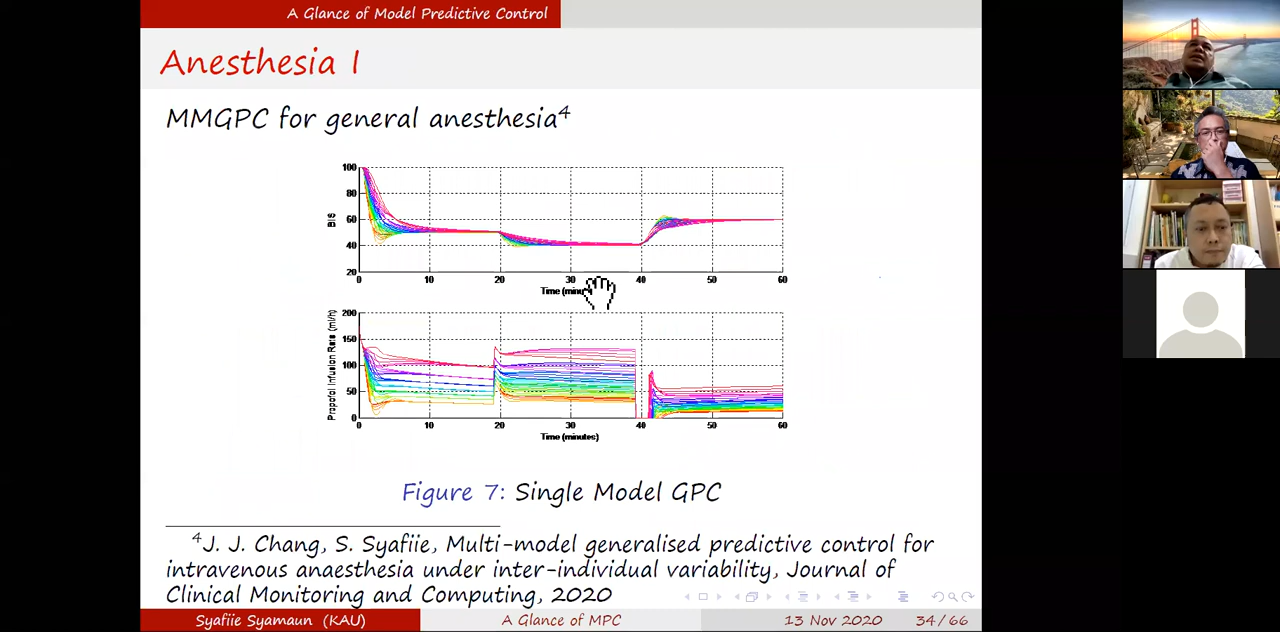 A Glance of Model Predictive Control
Anesthesia I
MMGPC for general anesthesia4
100
80
60
40
20
BIS
0 10 20 30 40 50 60
Time (minut
200
150
100
50
0
Propofol Infusion Rate (ml/h)
0 10 20 30 40 50 60
Time (minutes)
Figure 7: Single Model GPC
4J. J. Chang, S. Syafiie, Multi-model generalised predictive control for
intravenous anaesthesia under inter-individual variability, Journal of
Clinical Monitoring and Computing, 2020
Syafiie Syamaun (KAU) A Glance of MPC 13 Nov 2020 34/66